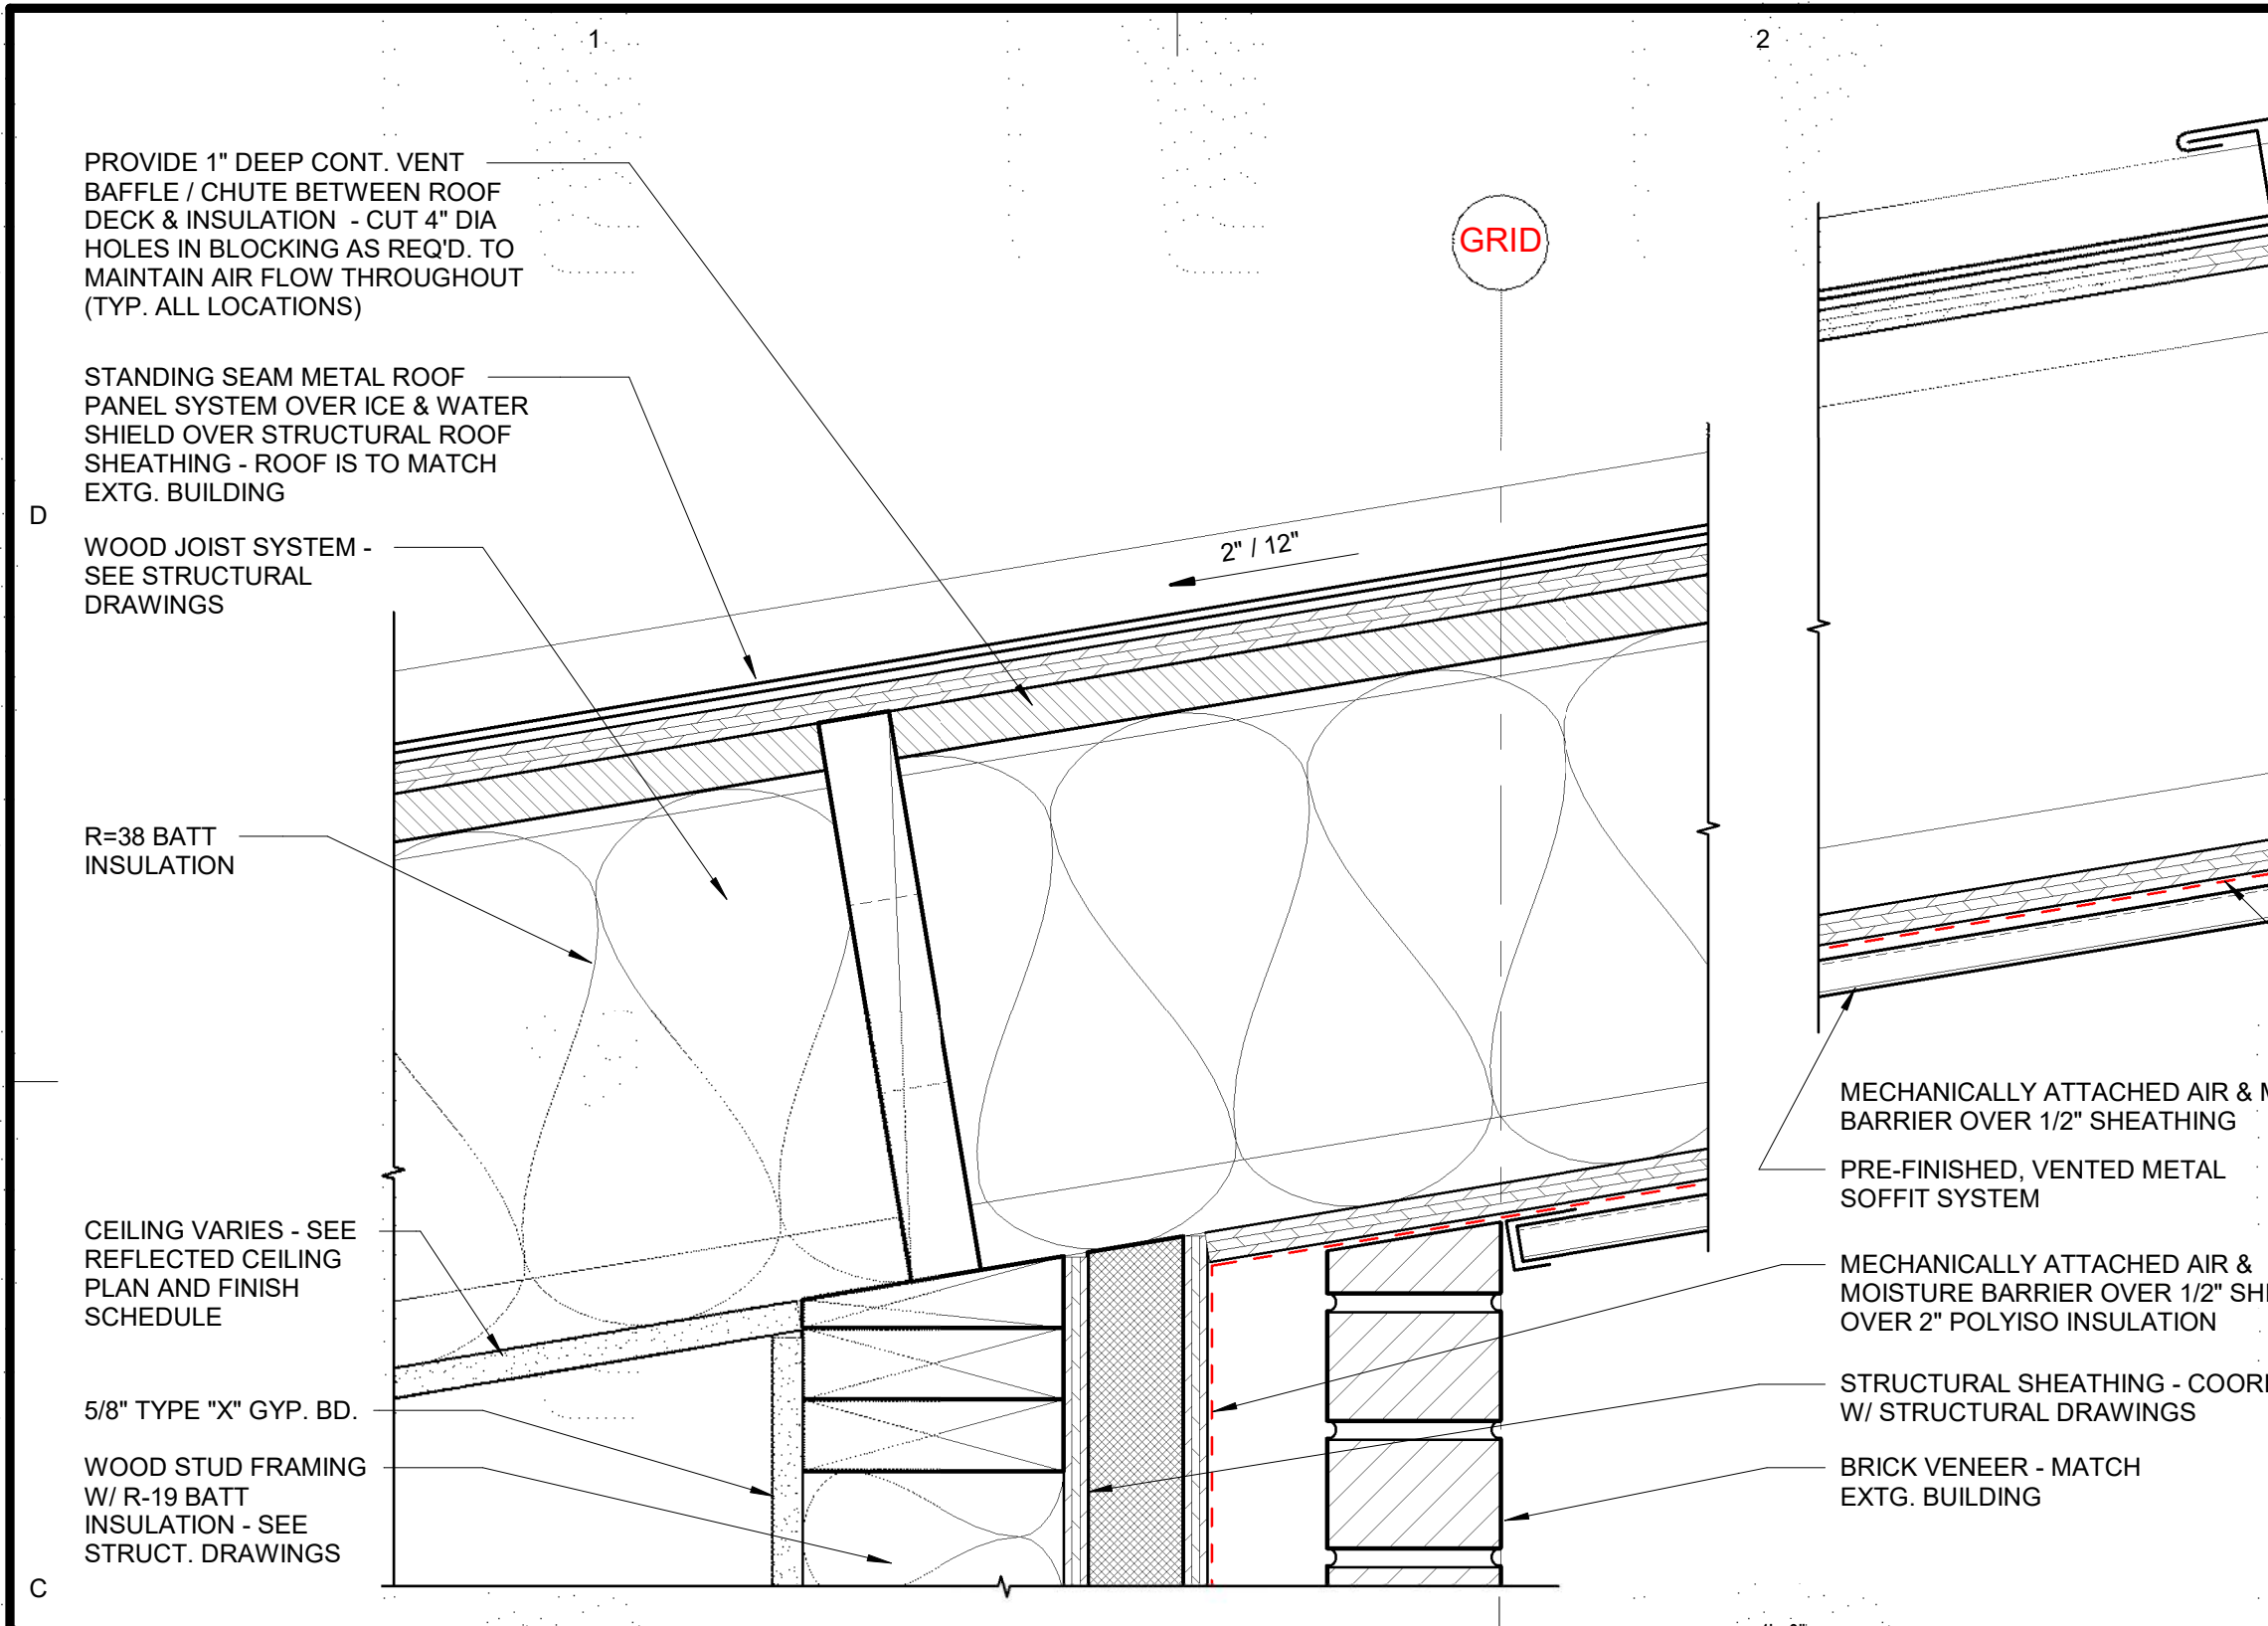 1
2
PROVIDE 1" DEEP CONT. VENT
BAFFLE / CHUTE BETWEEN ROOF
DECK & INSULATION - CUT 4" DIA
HOLES IN BLOCKING AS REQ'D. TO
MAINTAIN AIR FLOW THROUGHOUT
(TYP. ALL LOCATIONS)
GRID
STANDING SEAM METAL ROOF
PANEL SYSTEM OVER ICE & WATER
SHIELD OVER STRUCTURAL ROOF
SHEATHING - ROOF IS TO MATCH
EXTG. BUILDING
D
WOOD JOIST SYSTEM -
SEE STRUCTURAL
DRAWINGS
2" / 12"
R=38 BATT
INSULATION
CEILING VARIES - SEE
REFLECTED CEILING
PLAN AND FINISH
SCHEDULE
5/8" TYPE "X" GYP. BD.
WOOD STUD FRAMING
W/ R-19 BATT
INSULATION - SEE
STRUCT. DRAWINGS
C
MECHANICALLY ATTACHED AIR &
BARRIER OVER 1/2" SHEATHING
PRE-FINISHED, VENTED METAL
SOFFIT SYSTEM
MECHANICALLY ATTACHED AIR &
MOISTURE BARRIER OVER 1/2"
OVER 2" POLYISO INSULATION
STRUCTURAL SHEATHING -
W/ STRUCTURAL DRAWINGS
BRICK VENEER - MATCH
EXTG. BUILDING